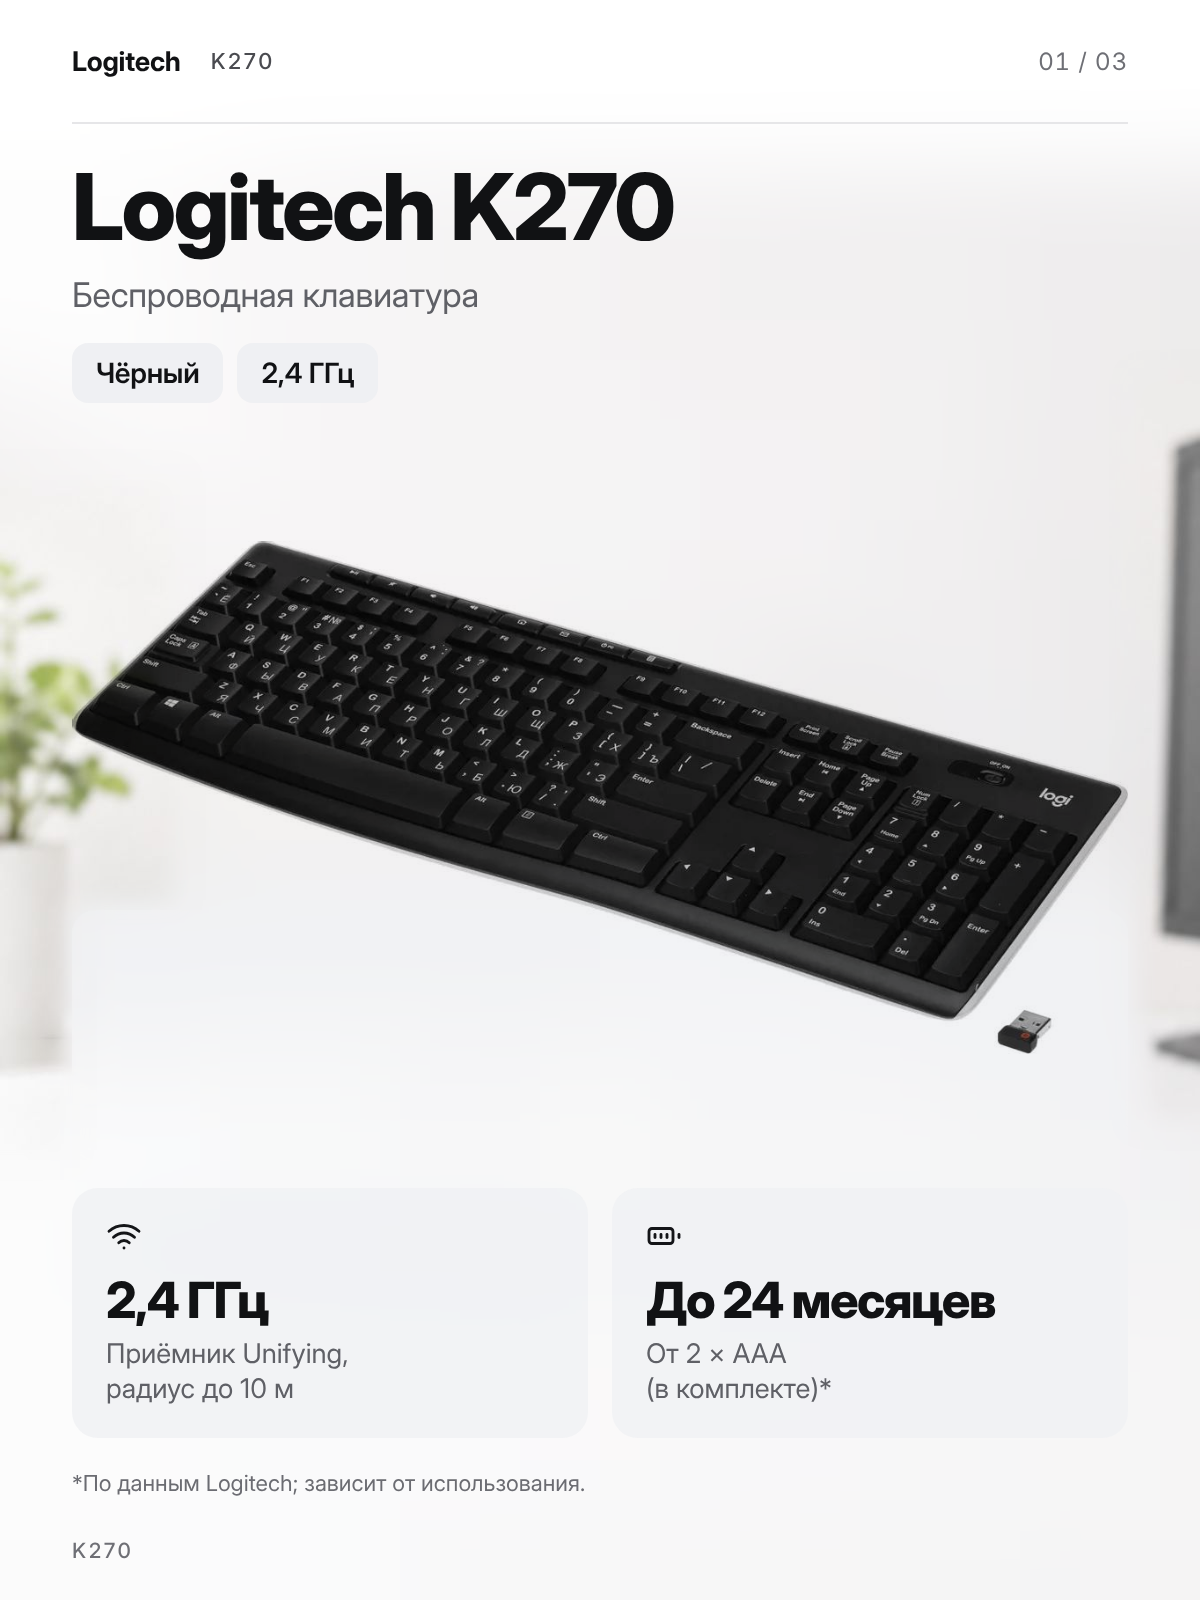 Logitech K270 01 / 03
Logitech K270
Беспроводная клавиатура
Чёрный 2,4 ГГц
logi
2,4 ГГц
Приёмник Unifying,
радиус до 10 м
До 24 месяцев
От 2 × AAA
(в комплекте)*
*По данным Logitech; зависит от использования.
K270